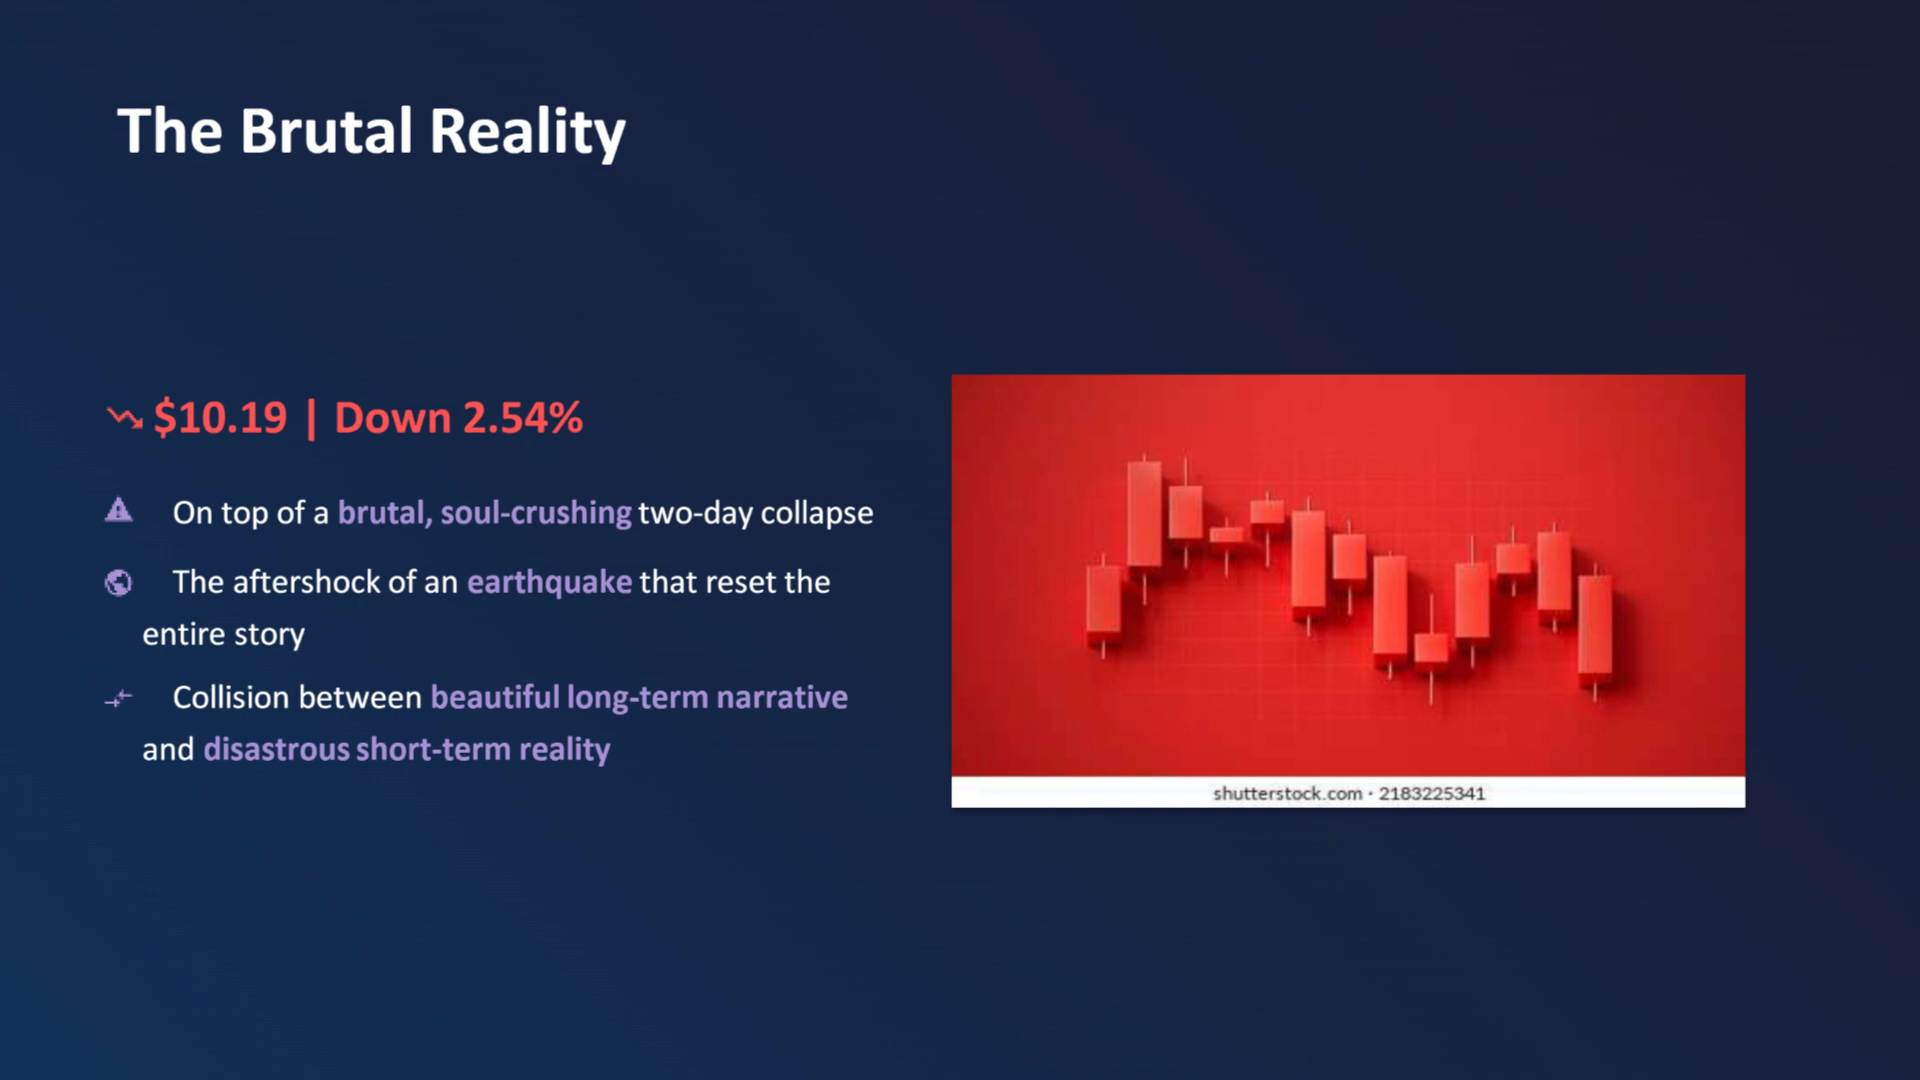 The Brutal Reality
$10.19 | Down 2.54%
On top of a brutal, soul-crushing two-day collapse
The aftershock of an earthquake that reset the
entire story
Collision between beautiful long-term narrative
and disastrous short-term reality
shutterstock.com · 2183225341